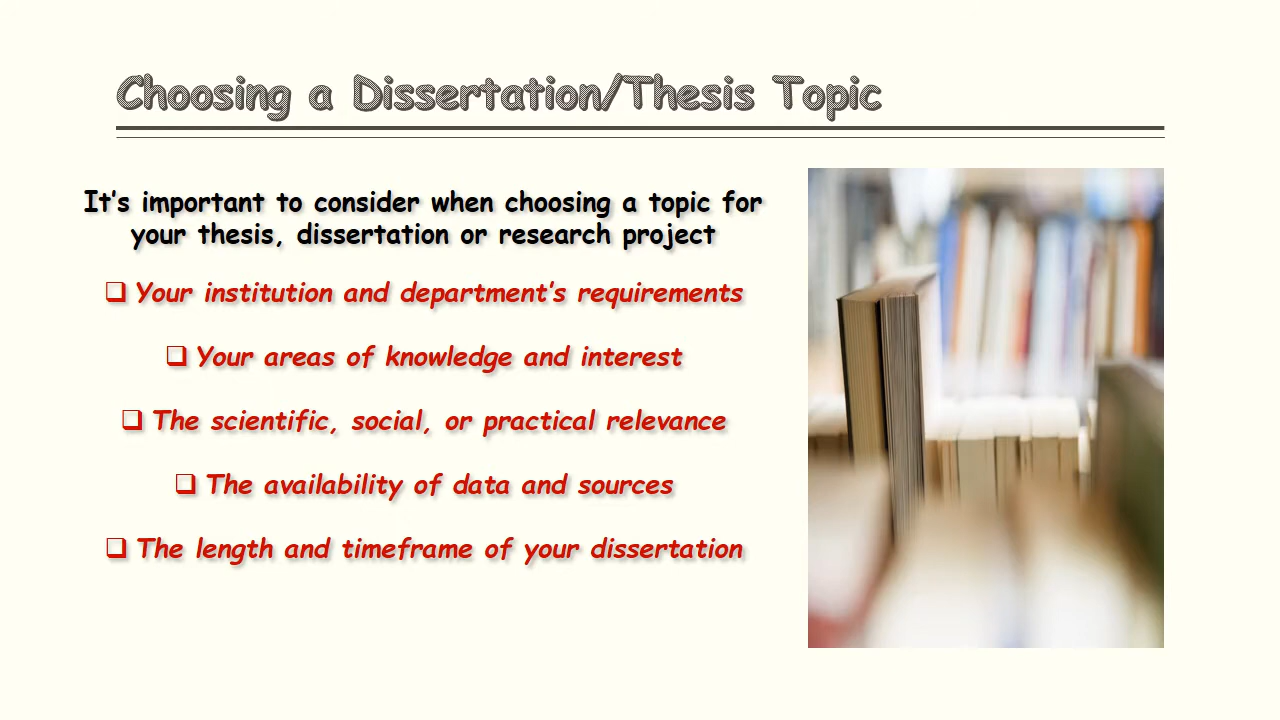 Choosing a Dissertation/Thesis Topic
It's important to consider when choosing a topic for
your thesis, dissertation or research project
❑ Your institution and department's requirements
❑ Your areas of knowledge and interest
❑ The scientific, social, or practical relevance
❑ The availability of data and sources
❑ The length and timeframe of your dissertation